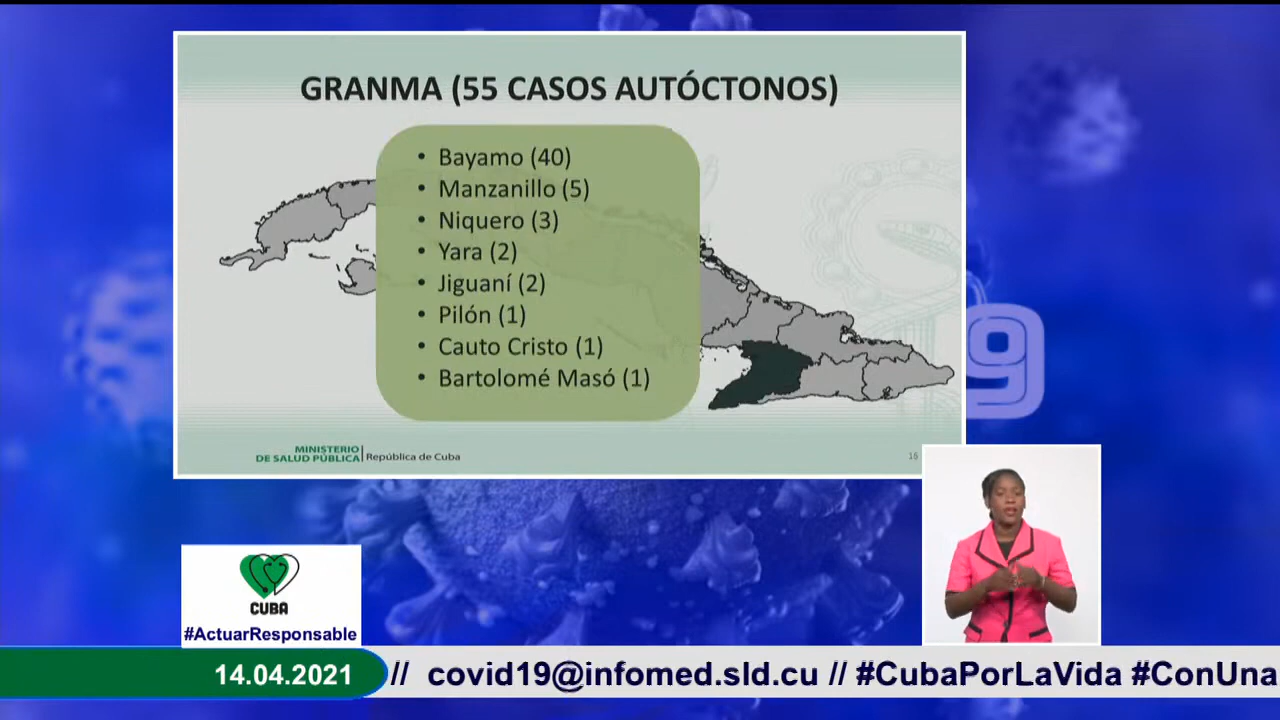 GRANMA (55 CASOS AUTÓCTONOS)
• Bayamo (40)
• Manzanillo (5)
• Niquero (3)
• Yara (2)
• Jiguaní (2)
• Pilón (1)
• Cauto Cristo (1)
• Bartolomé Masó (1)
MINISTERIO
DE SALUD PÚBLICA
República de Cuba
16
9
CUBA
#ActuarResponsable
14.04.2021
// covid19@infomed.sld.cu // #CubaPorLaVida #ConUna